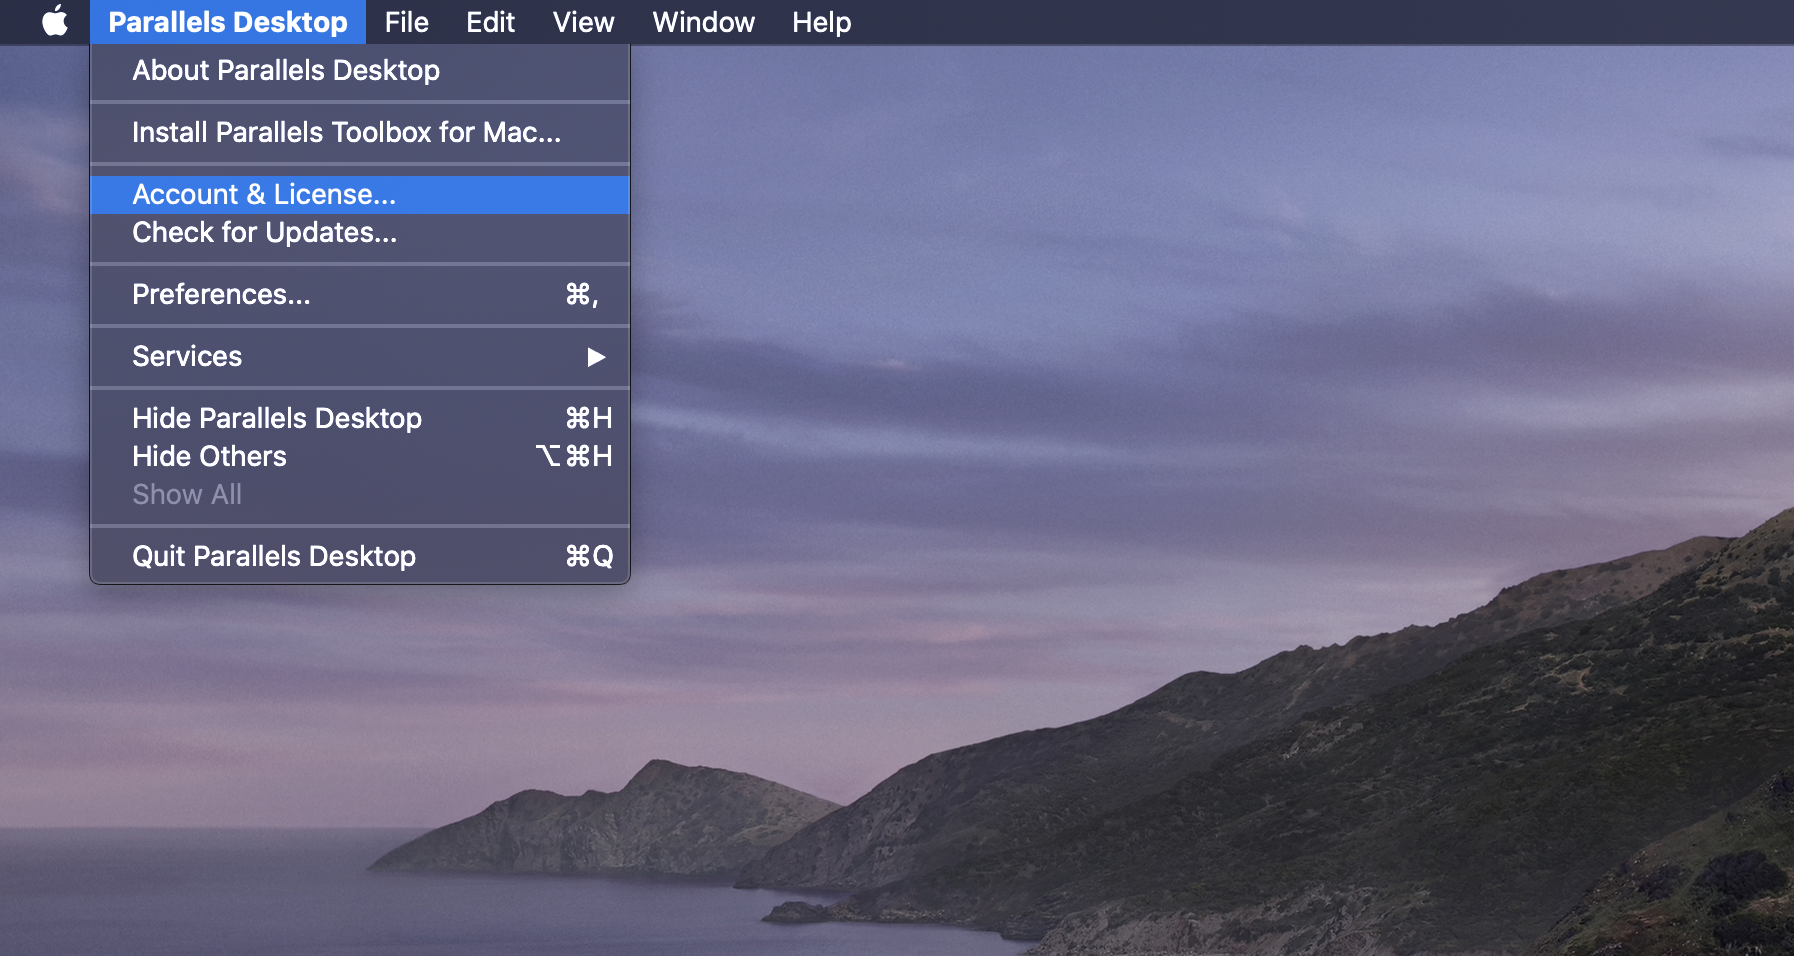 Parallels Desktop File Edit View Window Help
About Parallels Desktop
Install Parallels Toolbox for Mac...
Account & License...
Check for Updates...
Preferences... ⌘,
Services ▶
Hide Parallels Desktop ⌘H
Hide Others ⌥⌘H
Show All
Quit Parallels Desktop ⌘Q